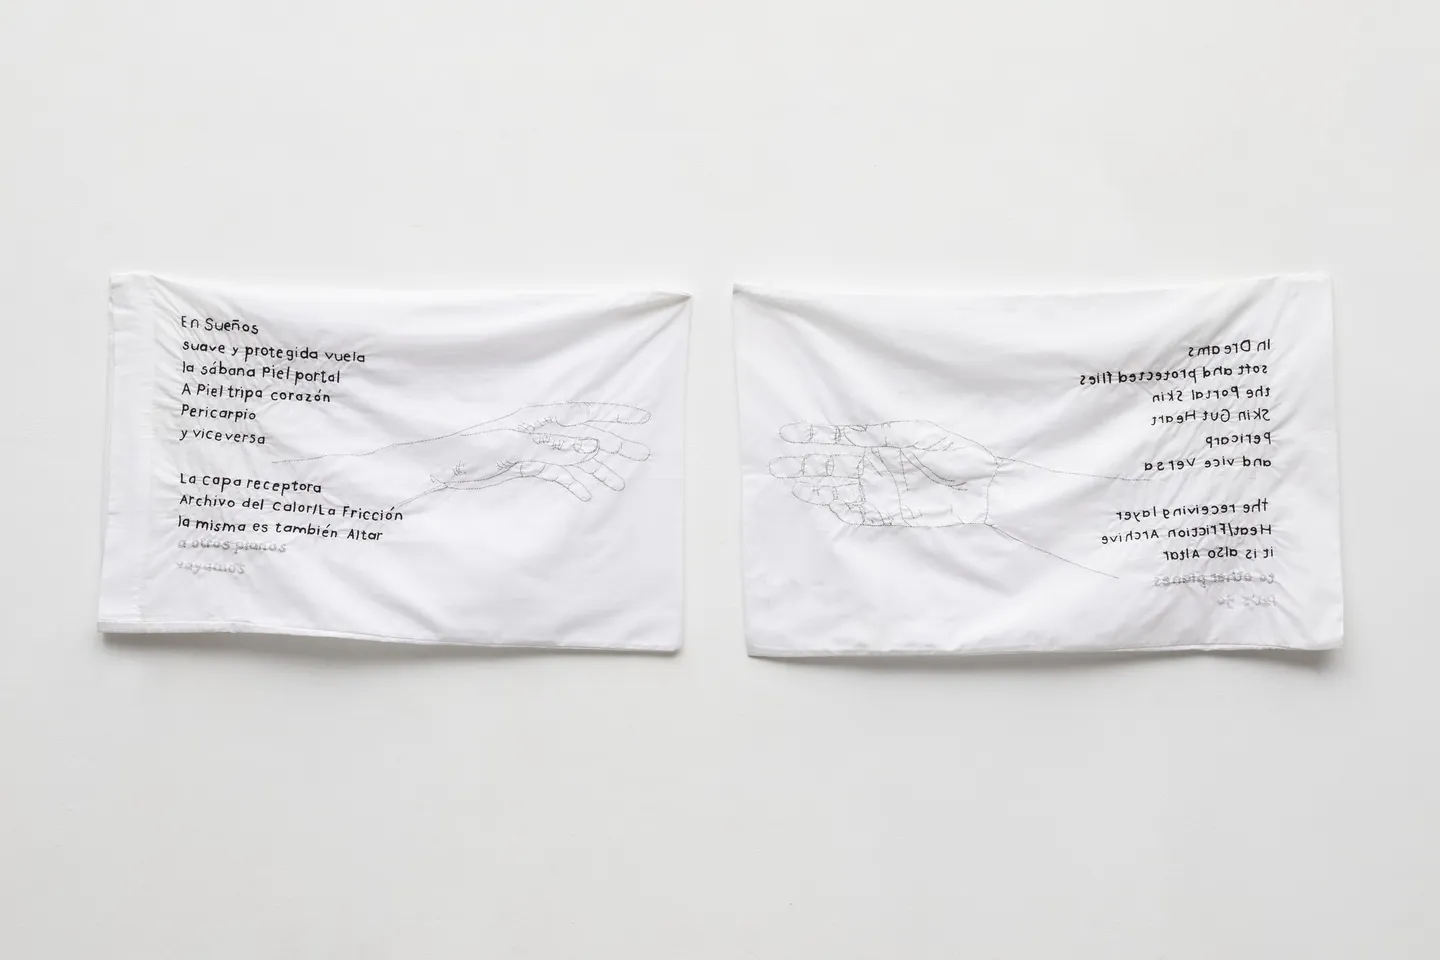 En Sueños
suave y protegida vuela
la sábana Piel portal
A Piel tripa corazón
Pericarpio
y viceversa
La capa receptora
Archivo del Calor/La Fricción
la misma es también Altar
a otros planos
vayamos
In Dreams
soft and protected flies
the Portal Skin
Skin Gut Heart
Pericarp
and vice versa
the receiving layer
Heat/Friction Archive
it is also Altar
to other planes
let's go